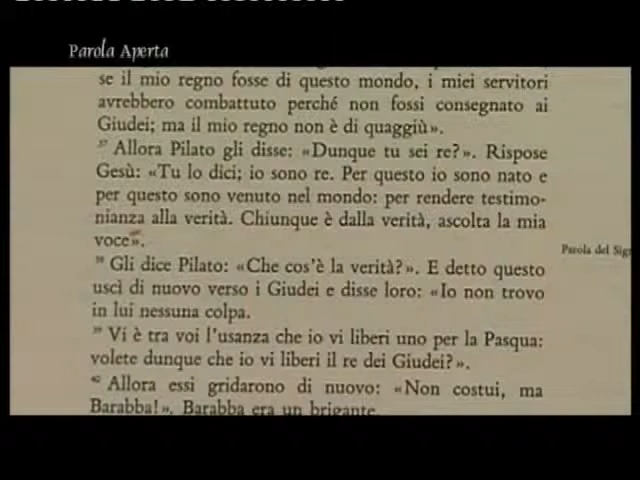 Parola Aperta
se il mio regno fosse di questo mondo, i miei servitori
avrebbero combattuto perché non fossi consegnato ai
Giudei; ma il mio regno non è di quaggiù».
37 Allora Pilato gli disse: «Dunque tu sei re?». Rispose
Gesù: «Tu lo dici; io sono re. Per questo io sono nato e
per questo sono venuto nel mondo: per rendere testimo-
nianza alla verità. Chiunque è dalla verità, ascolta la mia
voce».
Parola del Sign
38 Gli dice Pilato: «Che cos'è la verità?». E detto questo
uscì di nuovo verso i Giudei e disse loro: «Io non trovo
in lui nessuna colpa.
39 Vi è tra voi l'usanza che io vi liberi uno per la Pasqua:
volete dunque che io vi liberi il re dei Giudei?».
40 Allora essi gridarono di nuovo: «Non costui, ma
Barabba!». Barabba era un brigante